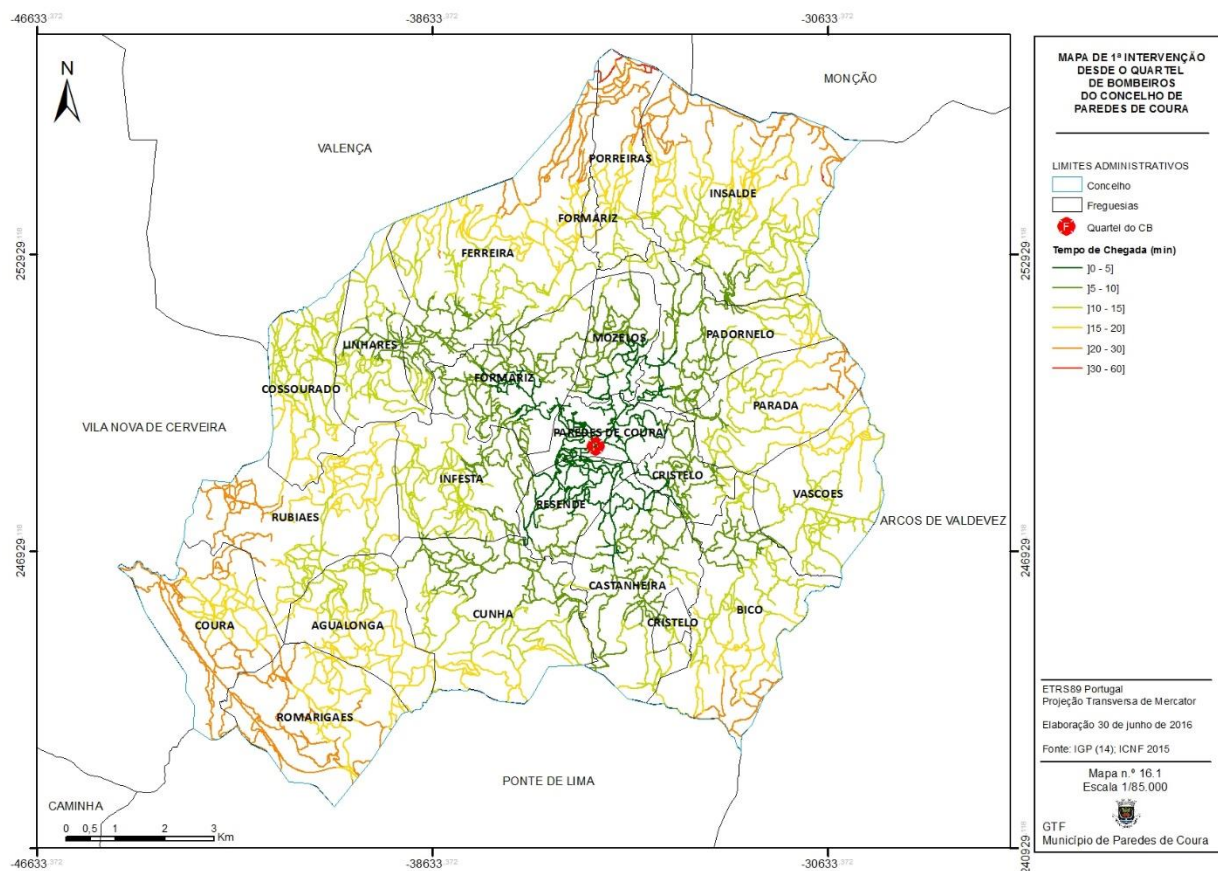 -46633,372
-38633,372
-30633,372
N
MONÇÃO
VALENÇA
PORREIRAS
INSALDE
FORMARIZ
FERREIRA
252929,118
252929,118
MOZELOS
PADORNELO
LINHARES
FORMARIZ
COSSOURADO
PARADA
VILA NOVA DE CERVEIRA
PAREDES DE COURA
INFESTA
CRISTELO
VASCOES
RESENDE
RUBIAES
ARCOS DE VALDEVEZ
246929,118
246929,118
CASTANHEIRA
BICO
CUNHA
CRISTELO
COURA
AGUALONGA
ROMARIGAES
PONTE DE LIMA
CAMINHA
0 0,5 1 2 3
Km
240929,118
-46633,372
-38633,372
-30633,372
MAPA DE 1ª INTERVENÇÃO
DESDE O QUARTEL
DE BOMBEIROS
DO CONCELHO DE
PAREDES DE COURA
LIMITES ADMINISTRATIVOS
Concelho
Freguesias
F Quartel do CB
Tempo de Chegada (min)
]0 - 5]
]5 - 10]
]10 - 15]
]15 - 20]
]20 - 30]
]30 - 60]
ETRS89 Portugal
Projeção Transversa de Mercator
Elaboração 30 de junho de 2016
Fonte: IGP (14); ICNF 2015
Mapa n.º 16.1
Escala 1/85.000
GTF
Município de Paredes de Coura